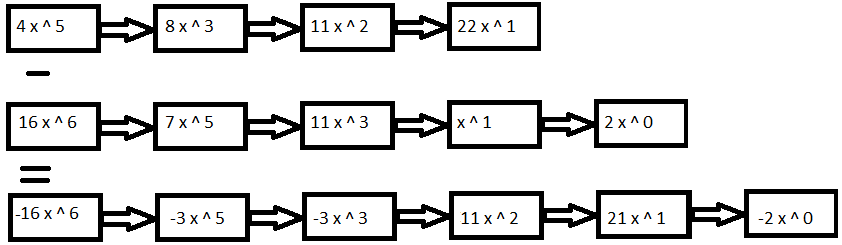 4 x ^ 5 8 x ^ 3 11 x ^ 2 22 x ^ 1
–
16 x ^ 6 7 x ^ 5 11 x ^ 3 x ^ 1 2 x ^ 0
=
-16 x ^ 6 -3 x ^ 5 -3 x ^ 3 11 x ^ 2 21 x ^ 1 -2 x ^ 0